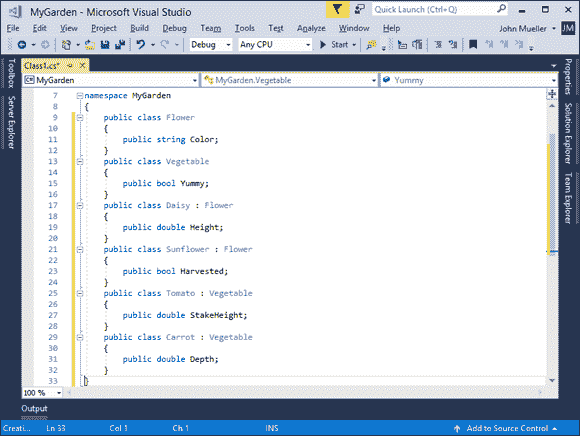 MyGarden - Microsoft Visual Studio
Quick Launch (Ctrl+Q)
File Edit View Project Build Debug Team Tools Test Analyze Window Help John Mueller JM
Debug Any CPU Start
Toolbox
Server Explorer
Class1.cs*
MyGarden MyGarden.Vegetable Yummy
7 namespace MyGarden
8 {
9 public class Flower
10 {
11 public string Color;
12 }
13 public class Vegetable
14 {
15 public bool Yummy;
16 }
17 public class Daisy : Flower
18 {
19 public double Height;
20 }
21 public class Sunflower : Flower
22 {
23 public bool Harvested;
24 }
25 public class Tomato : Vegetable
26 {
27 public double StakeHeight;
28 }
29 public class Carrot : Vegetable
30 {
31 public double Depth;
32 }
33 }
Properties
Solution Explorer
Team Explorer
100 %
Output
Creati... Ln 33 Col 1 Ch 1 INS Add to Source Control